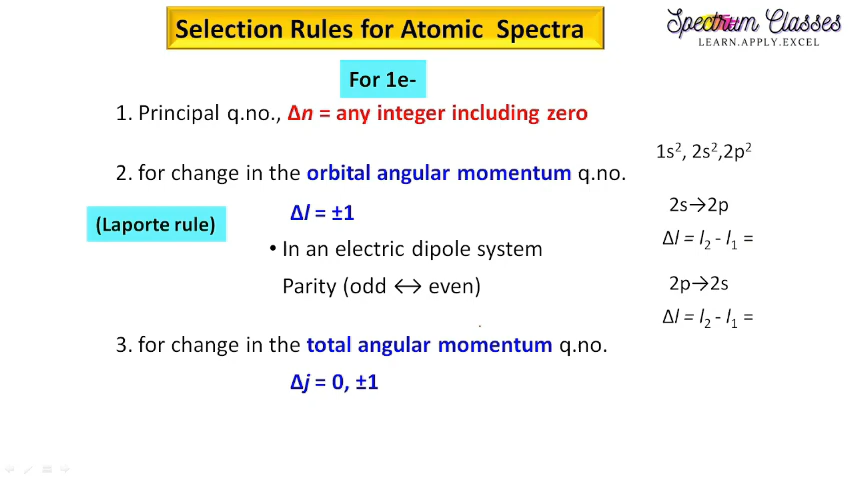 Selection Rules for Atomic Spectra
Spectrum Classes
LEARN.APPLY.EXCEL
For 1e-
1. Principal q.no., Δn = any integer including zero
2. for change in the orbital angular momentum q.no.
(Laporte rule)
Δl = ±1
• In an electric dipole system
Parity (odd ↔ even)
3. for change in the total angular momentum q.no.
Δj = 0, ±1
1s², 2s²,2p²
2s→2p
Δl = l₂ - l₁ =
2p→2s
Δl = l₂ - l₁ =